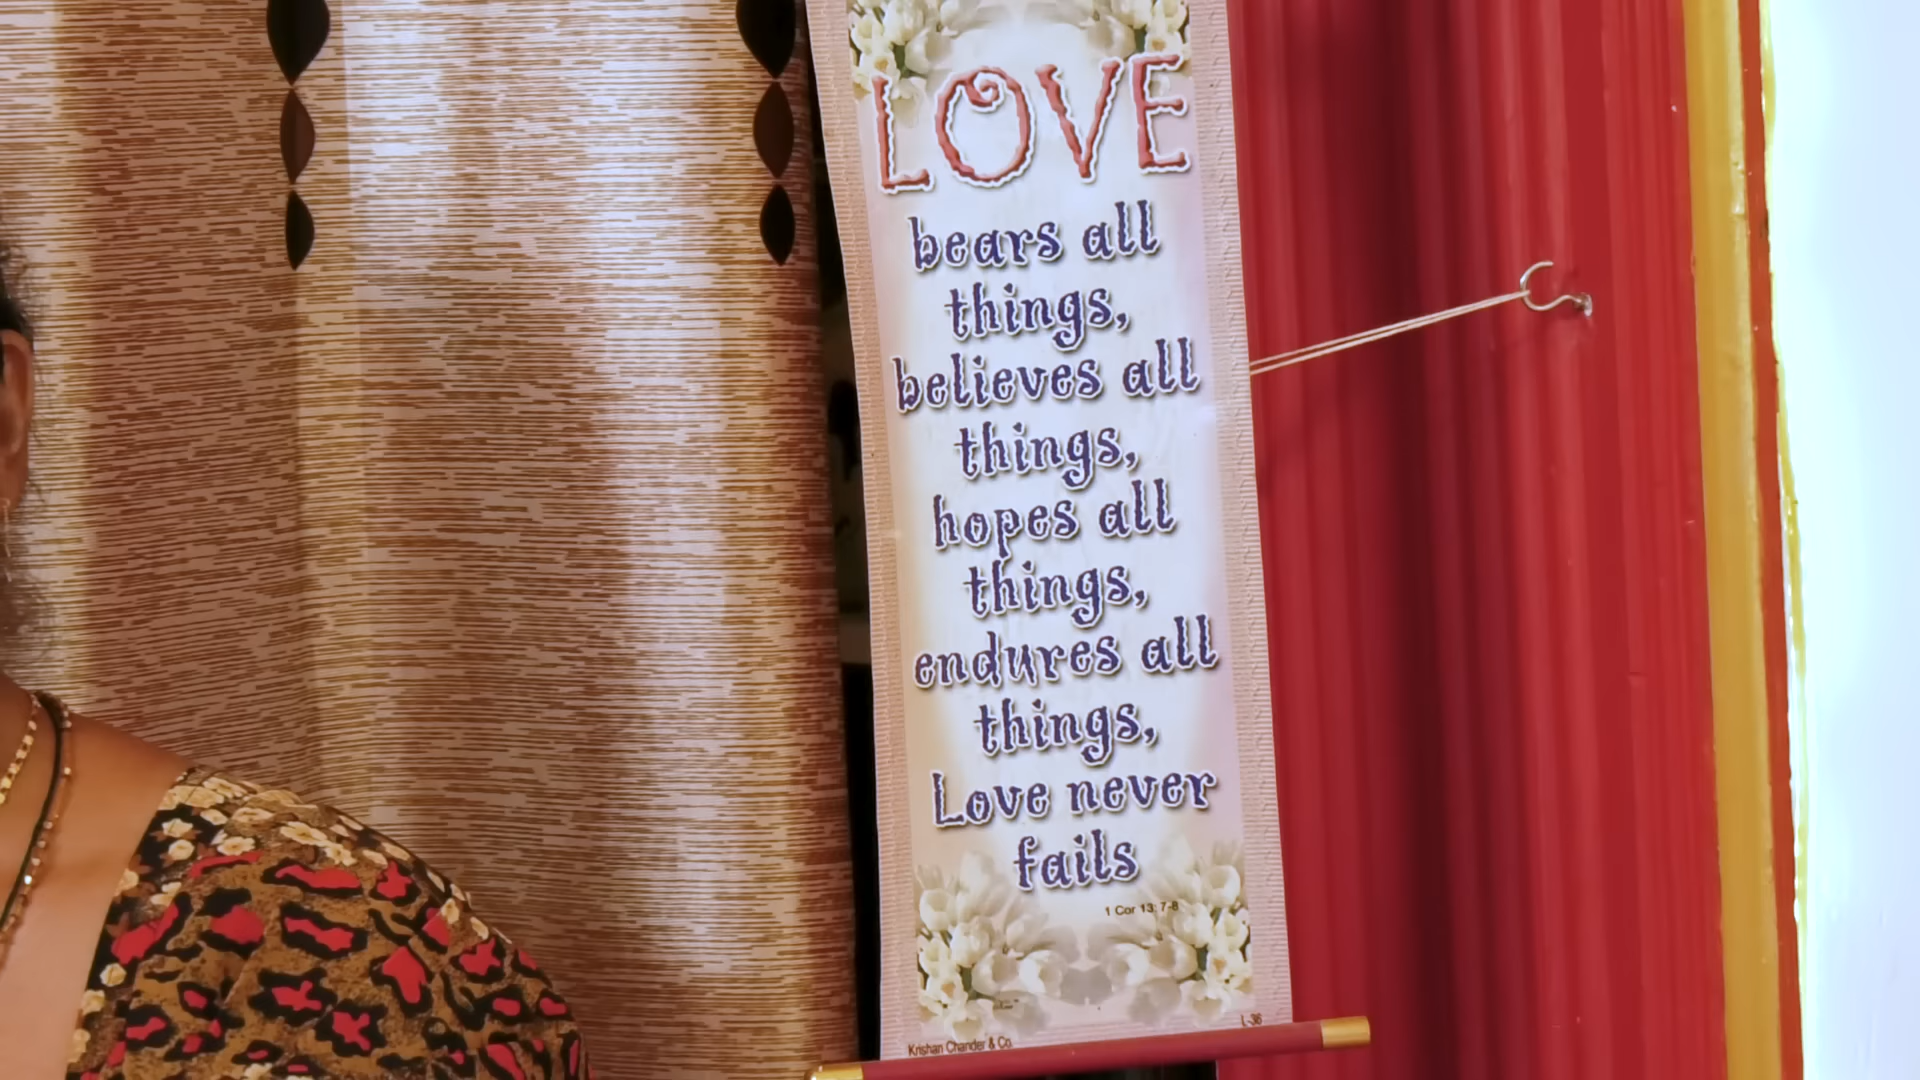 LOVE
bears all
things,
believes all
things,
hopes all
things,
endures all
things,
Love never
fails
1 Cor 13: 7-8
L-36
Krishan Chander & Co.